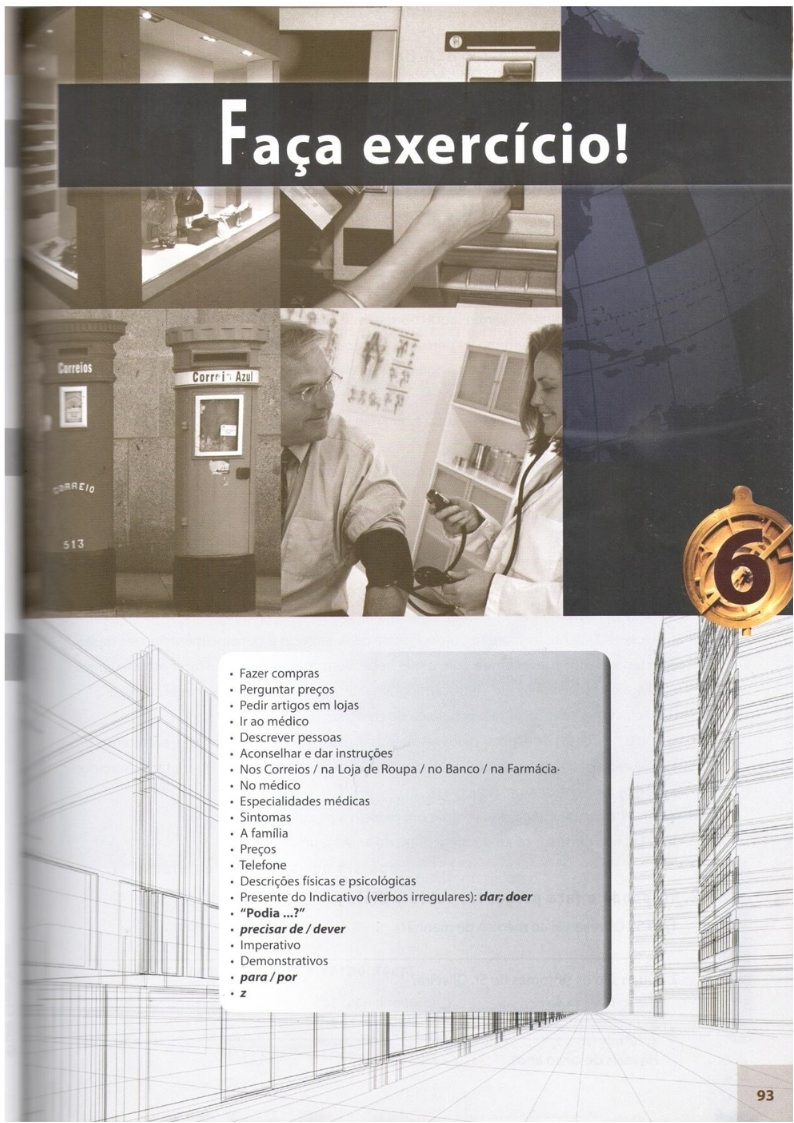 Faça exercício!
Correios
CORREIO
513
Correio Azul
6
• Fazer compras
• Perguntar preços
• Pedir artigos em lojas
• Ir ao médico
• Descrever pessoas
• Aconselhar e dar instruções
• Nos Correios / na Loja de Roupa / no Banco / na Farmácia
• No médico
• Especialidades médicas
• Sintomas
• A família
• Preços
• Telefone
• Descrições físicas e psicológicas
• Presente do Indicativo (verbos irregulares): dar; doer
• “Podia ...?”
• precisar de / dever
• Imperativo
• Demonstrativos
• para / por
• z
93